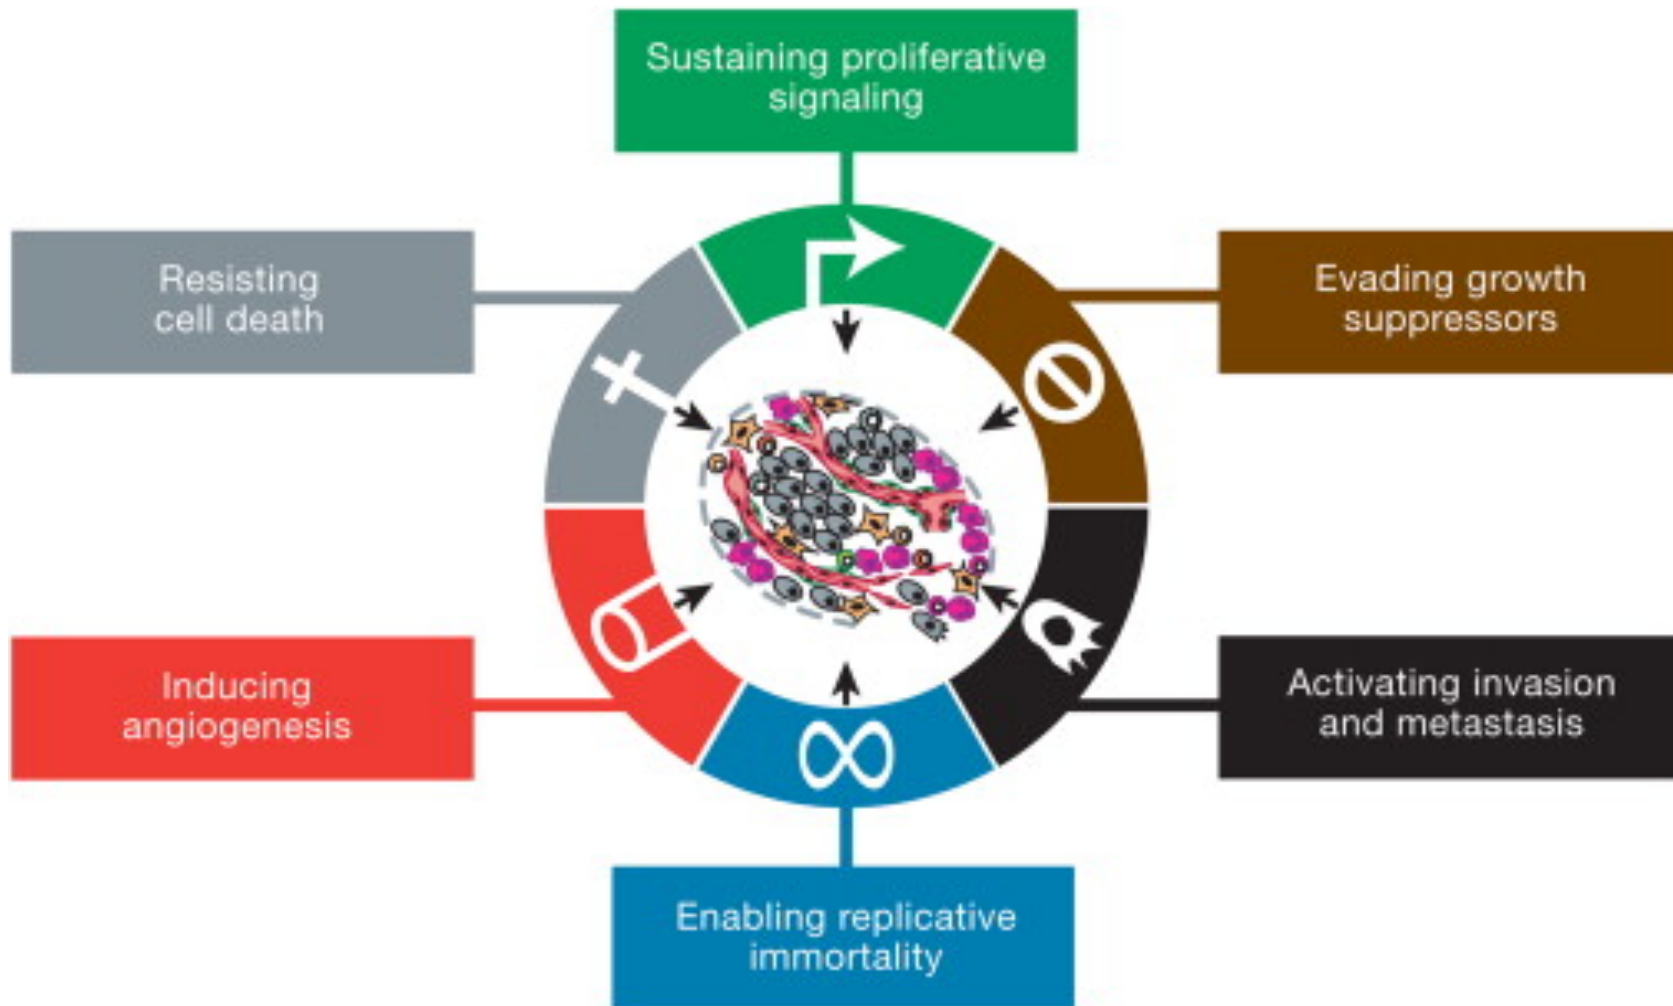 Sustaining proliferative
signaling
Resisting
cell death
Evading growth
suppressors
Inducing
angiogenesis
Activating invasion
and metastasis
Enabling replicative
immortality